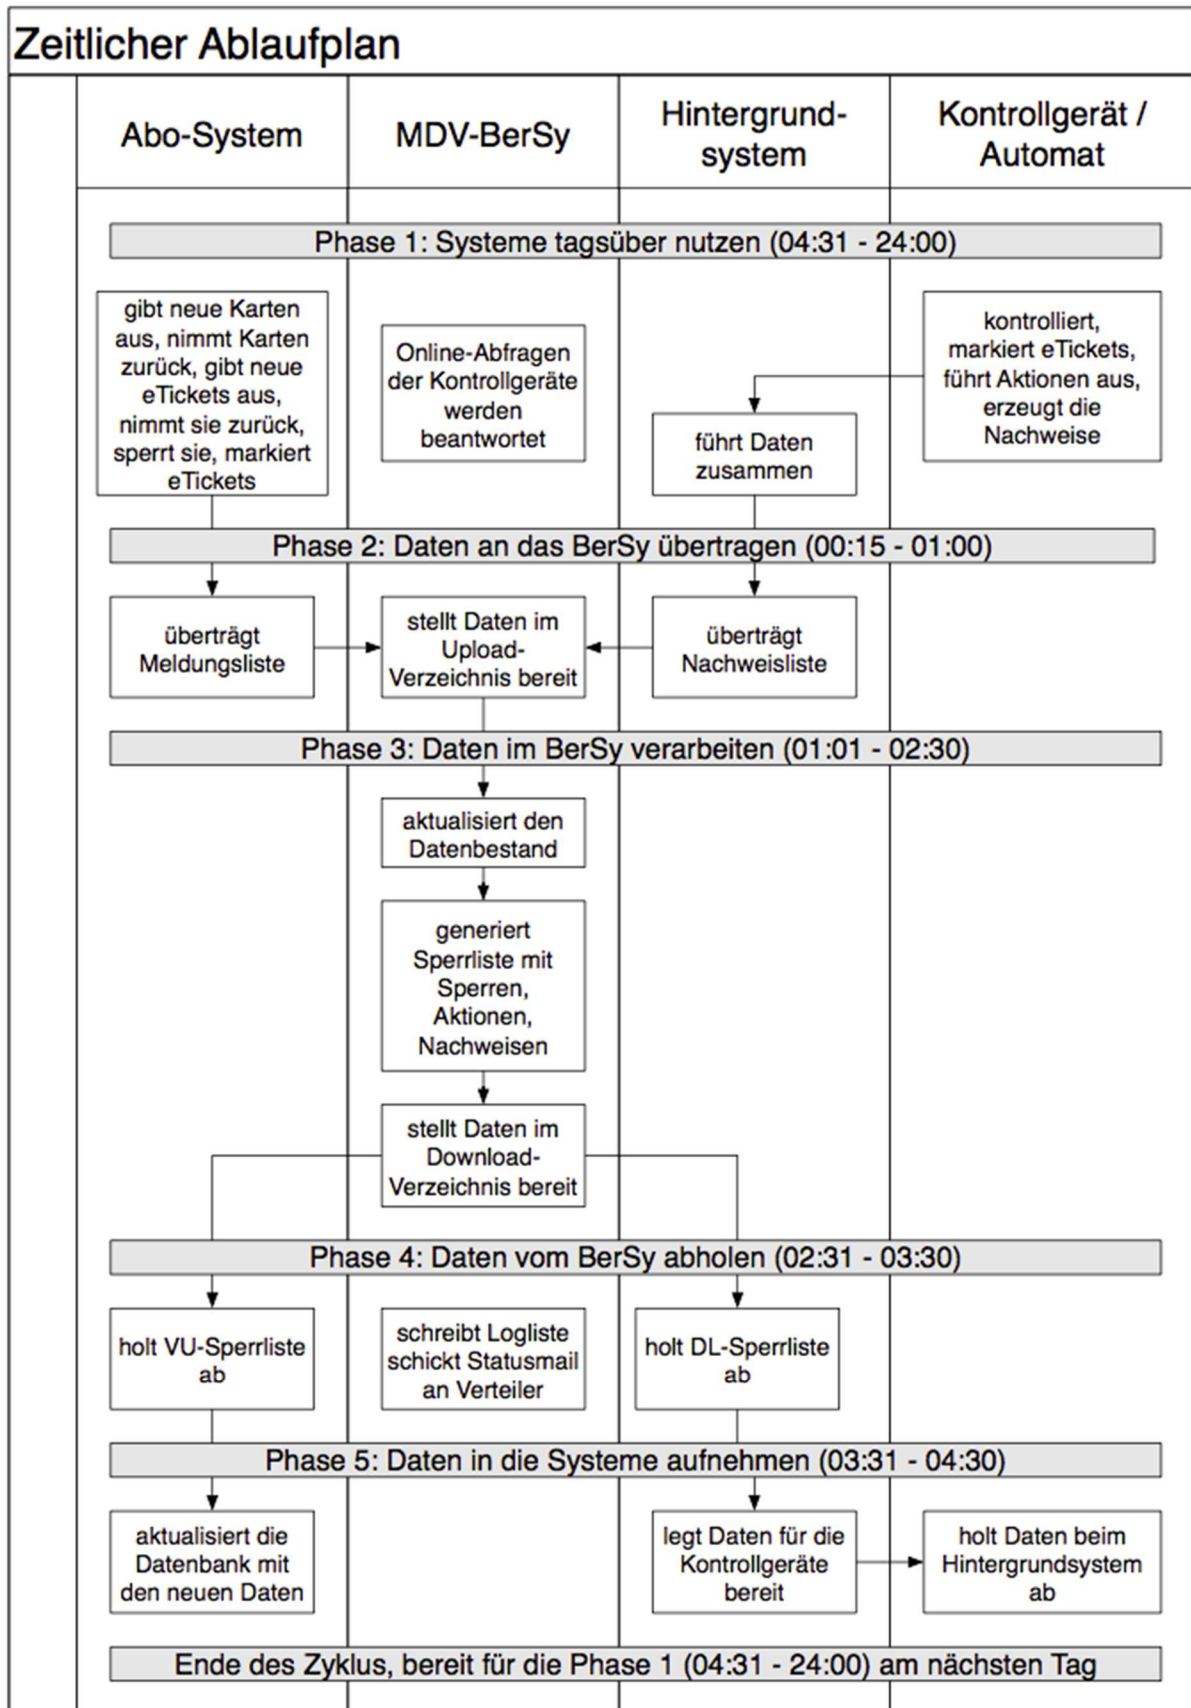 Zeitlicher Ablaufplan
Abo-System
MDV-BerSy
Hintergrund-
system
Kontrollgerät /
Automat
Phase 1: Systeme tagsüber nutzen (04:31 - 24:00)
gibt neue Karten
aus, nimmt Karten
zurück, gibt neue
eTickets aus,
nimmt sie zurück,
sperrt sie, markiert
eTickets
Online-Abfragen
der Kontrollgeräte
werden
beantwortet
führt Daten
zusammen
kontrolliert,
markiert eTickets,
führt Aktionen aus,
erzeugt die
Nachweise
Phase 2: Daten an das BerSy übertragen (00:15 - 01:00)
überträgt
Meldungsliste
stellt Daten im
Upload-
Verzeichnis bereit
überträgt
Nachweisliste
Phase 3: Daten im BerSy verarbeiten (01:01 - 02:30)
aktualisiert den
Datenbestand
generiert
Sperrliste mit
Sperren,
Aktionen,
Nachweisen
stellt Daten im
Download-
Verzeichnis bereit
Phase 4: Daten vom BerSy abholen (02:31 - 03:30)
holt VU-Sperrliste
ab
schreibt Logliste
schickt Statusmail
an Verteiler
holt DL-Sperrliste
ab
Phase 5: Daten in die Systeme aufnehmen (03:31 - 04:30)
aktualisiert die
Datenbank mit
den neuen Daten
legt Daten für die
Kontrollgeräte
bereit
holt Daten beim
Hintergrundsystem
ab
Ende des Zyklus, bereit für die Phase 1 (04:31 - 24:00) am nächsten Tag